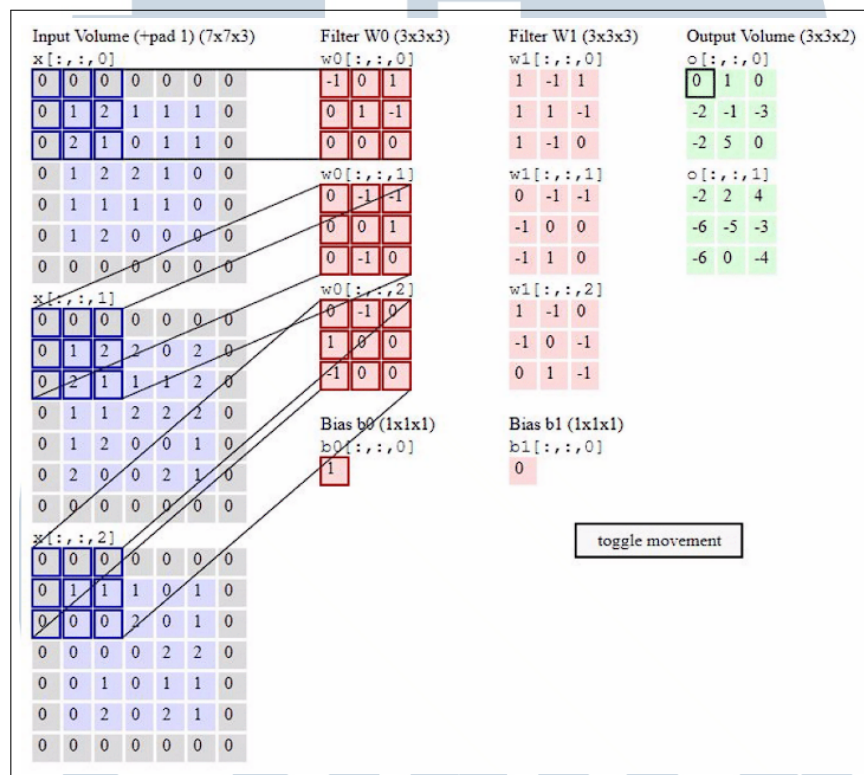 Input Volume (+pad 1) (7x7x3)
x[:,:,0]
0 0 0 0 0 0 0
0 1 2 1 1 1 0
0 2 1 0 1 1 0
0 1 2 2 1 0 0
0 1 1 1 1 0 0
0 1 2 0 0 0 0
0 0 0 0 0 0 0
x[:,:,1]
0 0 0 0 0 0 0
0 1 2 2 0 2 0
0 2 1 1 1 2 0
0 1 1 2 2 2 0
0 1 2 0 0 1 0
0 2 0 0 2 1 0
0 0 0 0 0 0 0
x[:,:,2]
0 0 0 0 0 0 0
0 1 1 1 0 1 0
0 0 0 2 0 1 0
0 0 0 0 2 2 0
0 0 1 0 1 1 0
0 0 2 0 2 1 0
0 0 0 0 0 0 0
Filter W0 (3x3x3)
w0[:,:,0]
-1 0 1
0 1 -1
0 0 0
w0[:,:,1]
0 -1 -1
0 0 1
0 -1 0
w0[:,:,2]
0 -1 0
1 0 0
-1 0 0
Bias b0 (1x1x1)
b0[:,:,0]
1
Filter W1 (3x3x3)
w1[:,:,0]
1 -1 1
1 1 -1
1 -1 0
w1[:,:,1]
0 -1 -1
-1 0 0
-1 1 0
w1[:,:,2]
1 -1 0
-1 0 -1
0 1 -1
Bias b1 (1x1x1)
b1[:,:,0]
0
Output Volume (3x3x2)
o[:,:,0]
0 1 0
-2 -1 -3
-2 5 0
o[:,:,1]
-2 2 4
-6 -5 -3
-6 0 -4
toggle movement